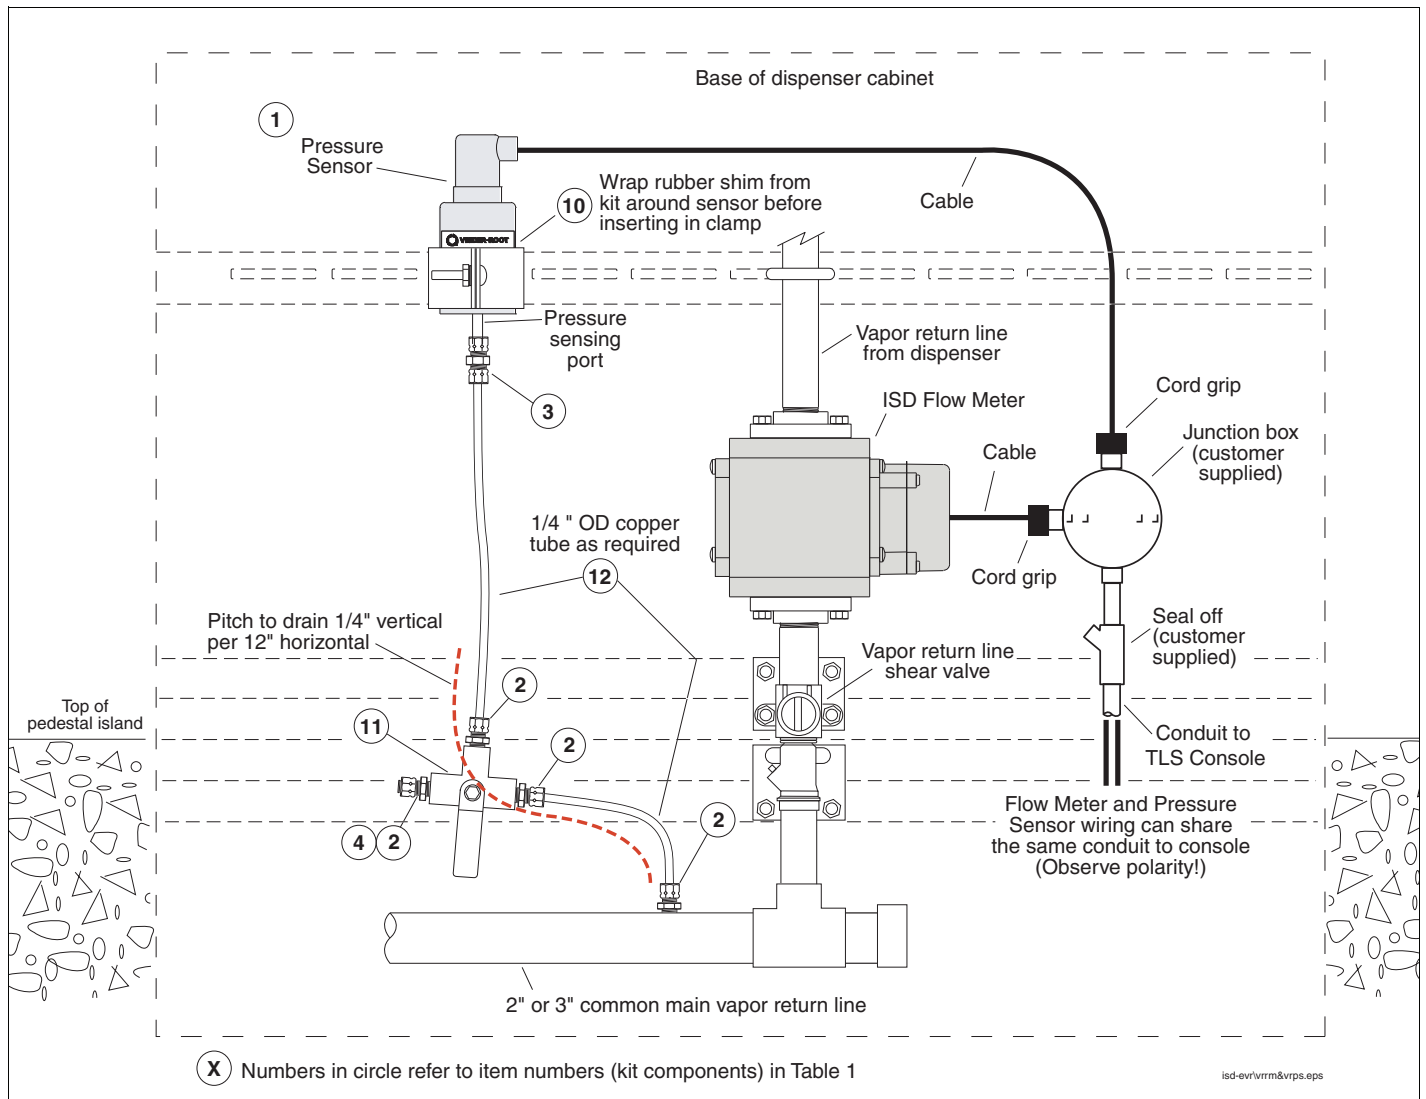 Base of dispenser cabinet
1
Pressure
Sensor
10
Wrap rubber shim from
kit around sensor before
inserting in clamp
Cable
VEEDER-ROOT
Pressure
sensing
port
Vapor return line
from dispenser
3
ISD Flow Meter
Cord grip
Junction box
(customer
supplied)
Cable
1/4 " OD copper
tube as required
12
Cord grip
Pitch to drain 1/4" vertical
per 12" horizontal
Seal off
(customer
supplied)
Vapor return line
shear valve
2
Top of
pedestal island
11
2
Conduit to
TLS Console
Flow Meter and Pressure
Sensor wiring can share
the same conduit to console
(Observe polarity!)
4 2
2
2" or 3" common main vapor return line
X Numbers in circle refer to item numbers (kit components) in Table 1
isd-evr\vrrm&vrps.eps